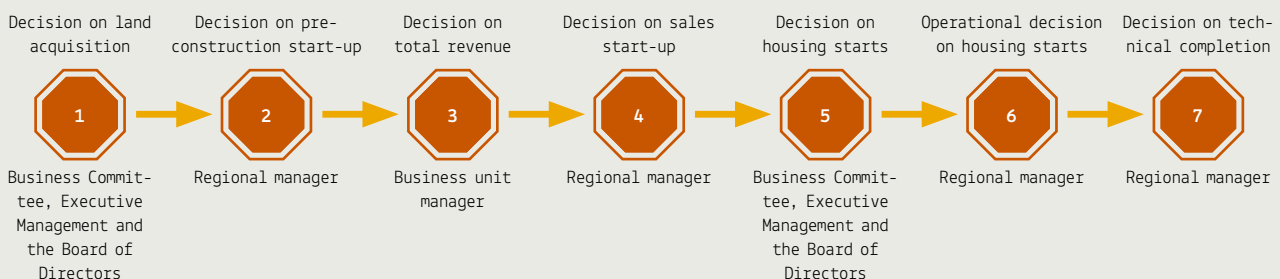 Decision on land
acquisition
Decision on pre-
construction start-up
Decision on
total revenue
Decision on sales
start-up
Decision on
housing starts
Operational decision
on housing starts
Decision on tech-
nical completion
1
2
3
4
5
6
7
Business Commit-
tee, Executive
Management and
the Board of
Directors
Regional manager
Business unit
manager
Regional manager
Business Commit-
tee, Executive
Management and
the Board of
Directors
Regional manager
Regional manager